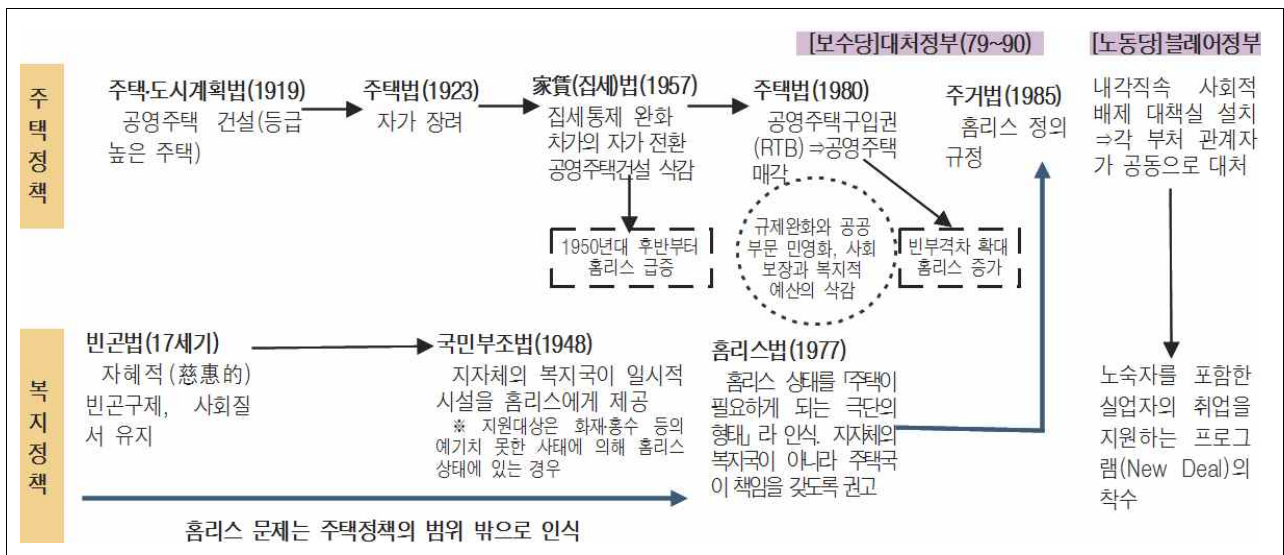 [보수당]대처정부(79~90)
[노동당]블레어정부
주택정책
주택·도시계획법(1919)
공영주택 건설(등급
높은 주택)
주택법(1923)
자가 장려
家賃(집세)법(1957)
집세통제 완화
차가의 자가 전환
공영주택건설 삭감
주택법(1980)
공영주택구입권
(RTB)⇒공영주택
매각
주거법(1985)
홈리스 정의
규정
내각직속 사회적
배제 대책실 설치
⇒각 부처 관계자
가 공동으로 대처
1950년대 후반부터
홈리스 급증
규제완화와 공공
부문 민영화, 사회
보장과 복지적
예산의 삭감
빈부격차 확대
홈리스 증가
복지정책
빈곤법(17세기)
자혜적(慈惠的)
빈곤구제, 사회질
서 유지
국민부조법(1948)
지자체의 복지국이 일시적
시설을 홈리스에게 제공
※ 지원대상은 화재·홍수 등의
예기치 못한 사태에 의해 홈리스
상태에 있는 경우
홈리스법(1977)
홈리스 상태를 「주택이
필요하게 되는 극단의
형태」라 인식. 지자체의
복지국이 아니라 주택국
이 책임을 갖도록 권고
노숙자를 포함한
실업자의 취업을
지원하는 프로그
램(New Deal)의
착수
홈리스 문제는 주택정책의 범위 밖으로 인식